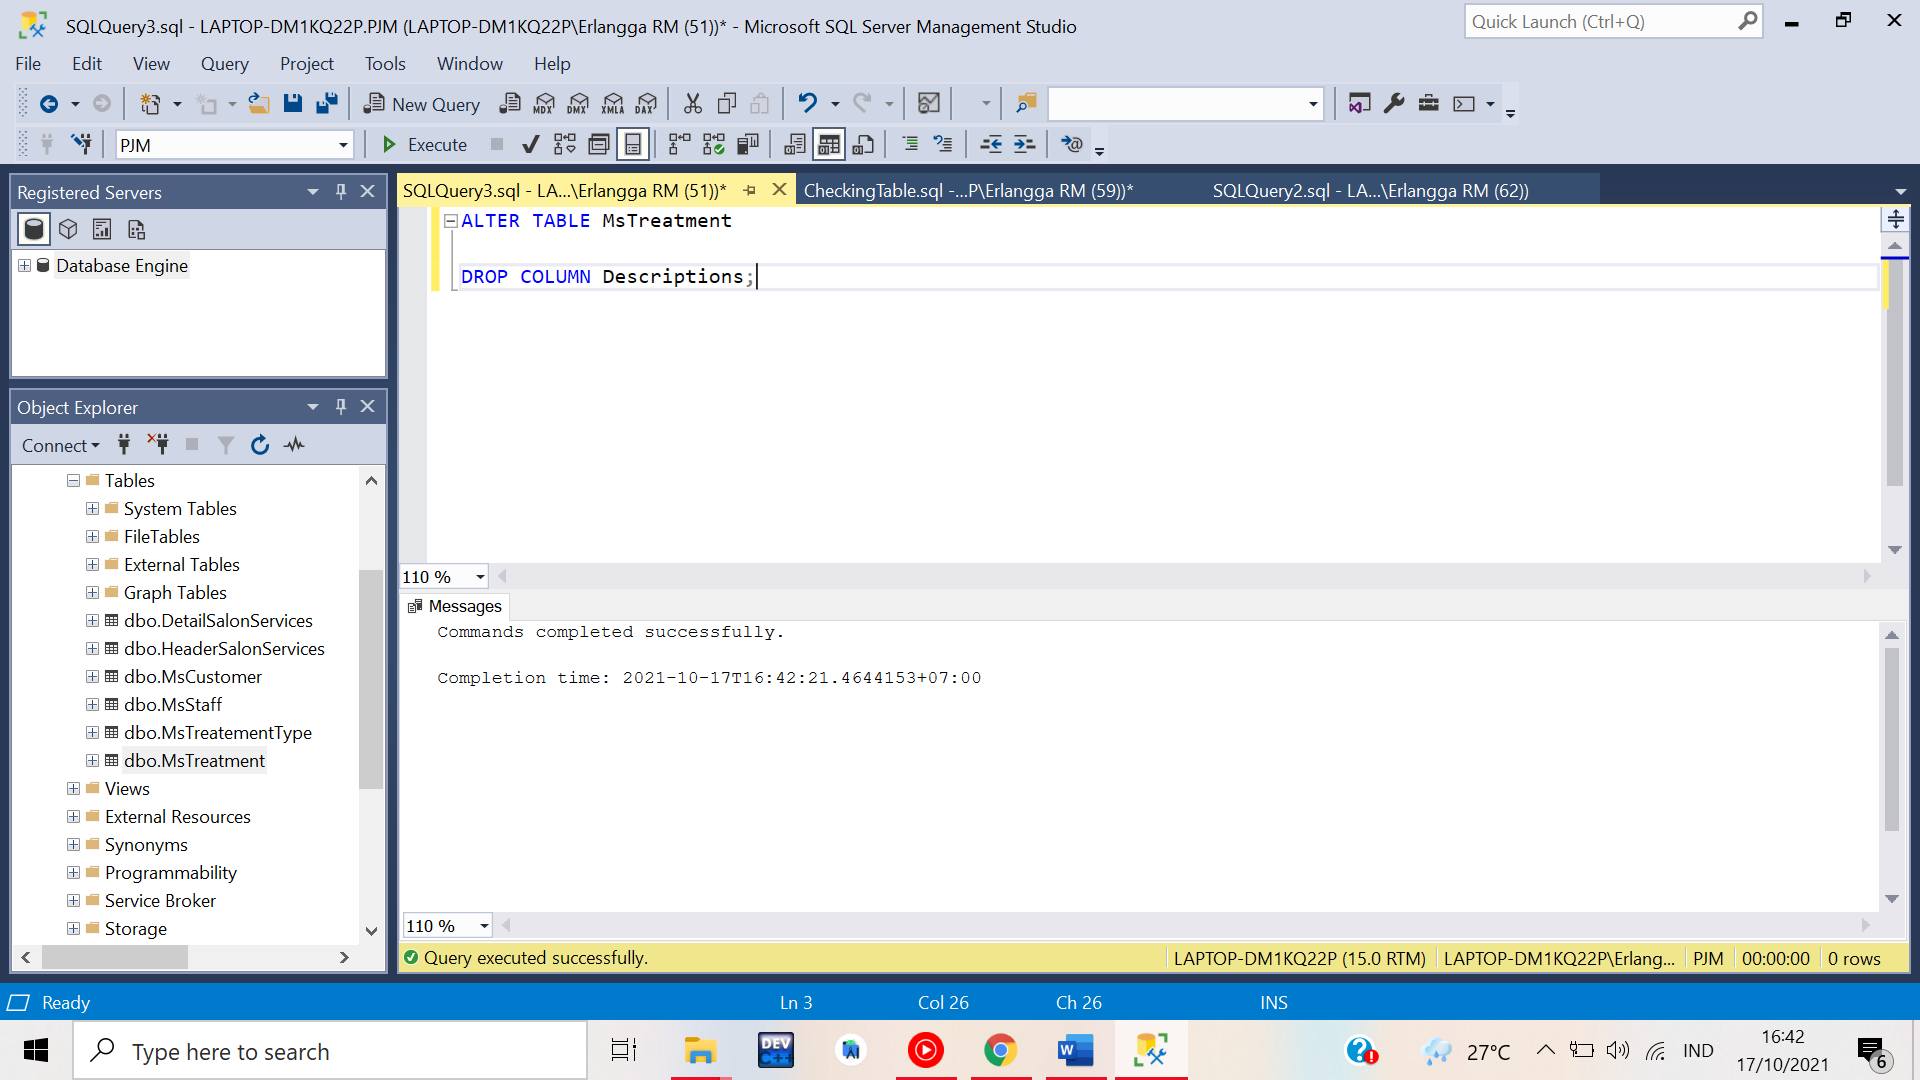 SQLQuery3.sql - LAPTOP-DM1KQ22P.PJM (LAPTOP-DM1KQ22P\Erlangga RM (51))* - Microsoft SQL Server Management Studio
Quick Launch (Ctrl+Q)
File Edit View Query Project Tools Window Help
New Query MDX DMX XMLA DAX
PJM Execute
Registered Servers
Database Engine
Object Explorer
Connect
Tables
System Tables
FileTables
External Tables
Graph Tables
dbo.DetailSalonServices
dbo.HeaderSalonServices
dbo.MsCustomer
dbo.MsStaff
dbo.MsTreatementType
dbo.MsTreatment
Views
External Resources
Synonyms
Programmability
Service Broker
Storage
SQLQuery3.sql - LA...\Erlangga RM (51))* CheckingTable.sql -...P\Erlangga RM (59))* SQLQuery2.sql - LA...\Erlangga RM (62))
ALTER TABLE MsTreatment
DROP COLUMN Descriptions;
110 %
Messages
Commands completed successfully.
Completion time: 2021-10-17T16:42:21.4644153+07:00
110 %
Query executed successfully. LAPTOP-DM1KQ22P (15.0 RTM) LAPTOP-DM1KQ22P\Erlang... PJM 00:00:00 0 rows
Ready Ln 3 Col 26 Ch 26 INS
Type here to search
DEV C++
W
27°C IND 16:42
17/10/2021
6